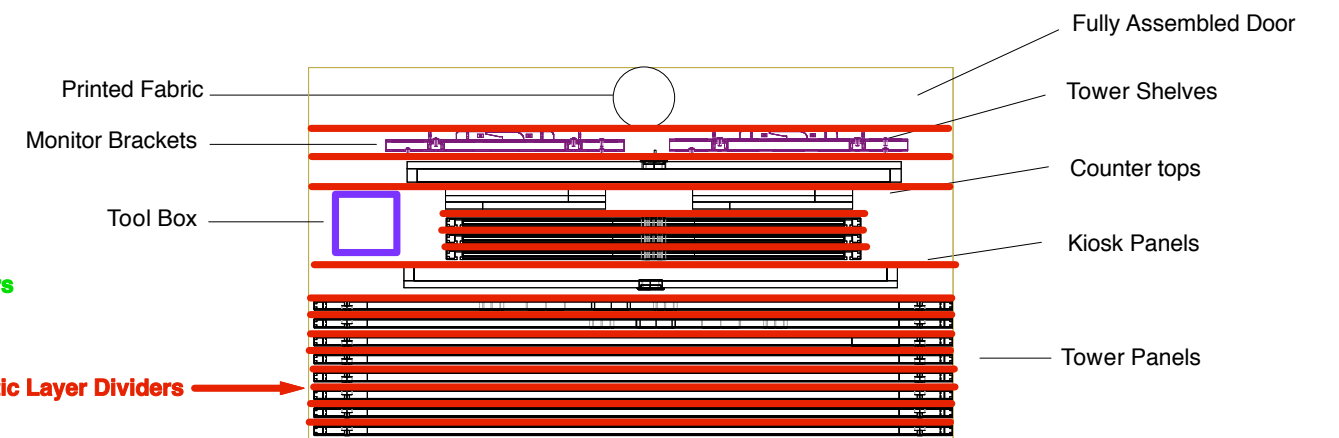 Fully Assembled Door
Printed Fabric
Tower Shelves
Monitor Brackets
Counter tops
Tool Box
Kiosk Panels
Tower Panels
Layer Dividers